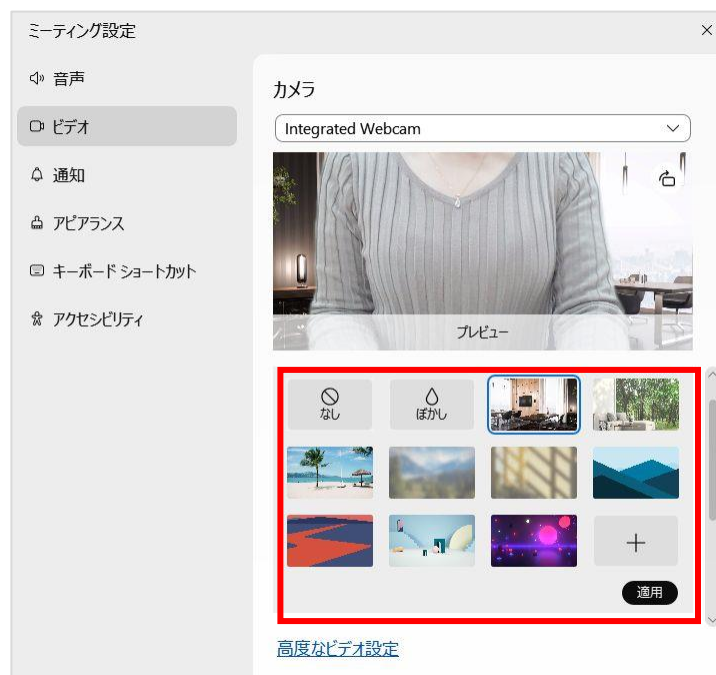 ミーティング設定
音声
ビデオ
通知
アピアランス
キーボード ショートカット
アクセシビリティ
カメラ
Integrated Webcam
プレビュー
なし
ぼかし
適用
高度なビデオ設定